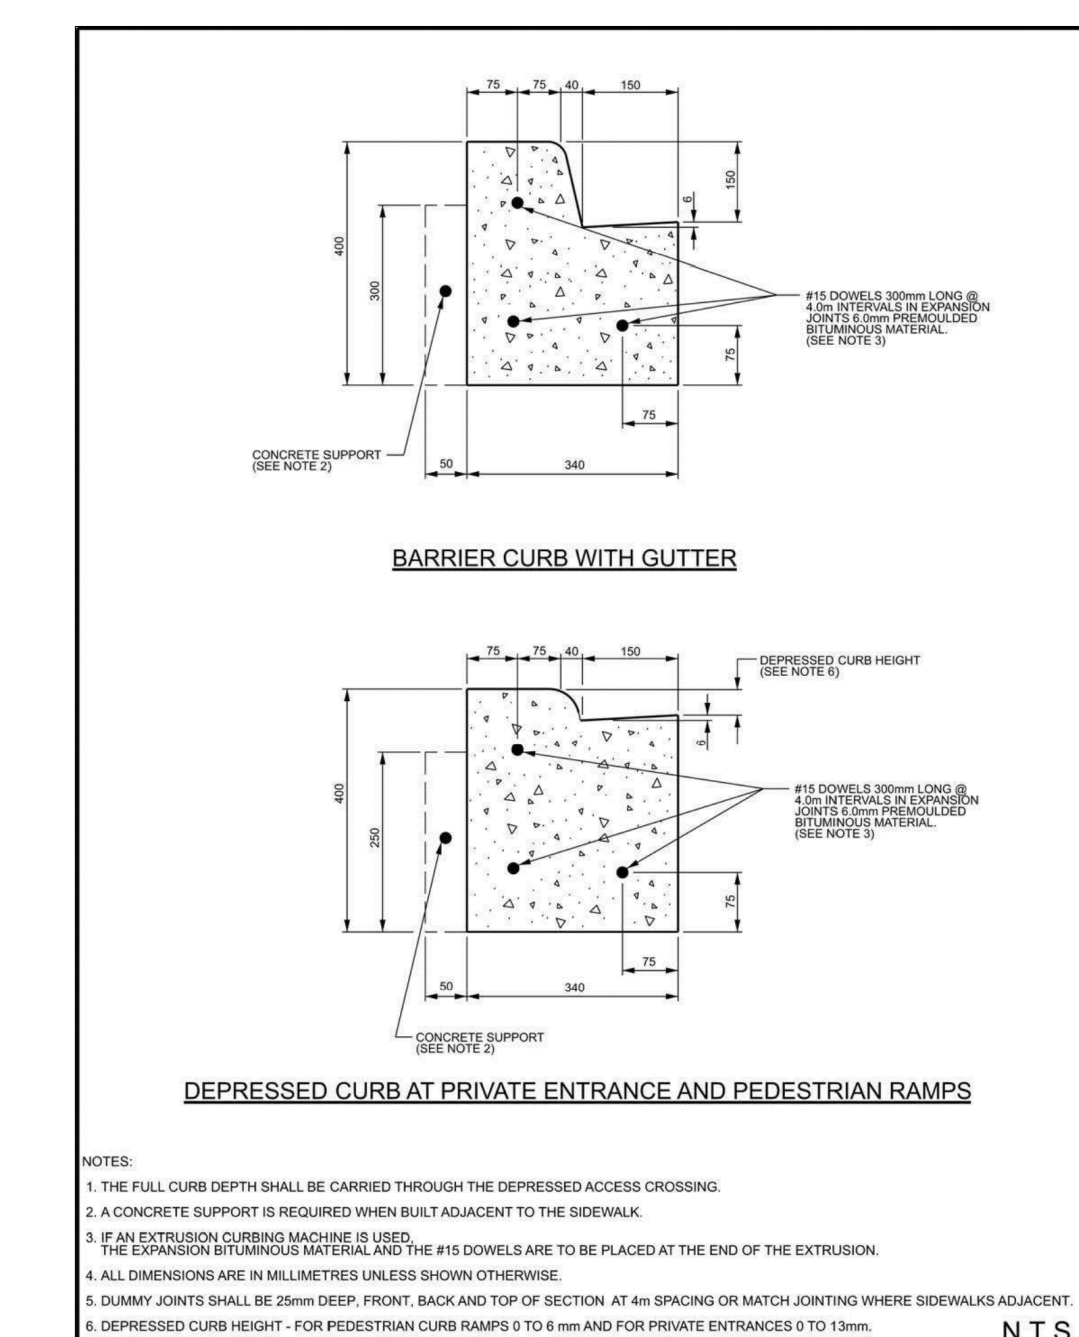 75 75 40 150
150
6
400
300
#15 DOWELS 300mm LONG @
4.0m INTERVALS IN EXPANSION
JOINTS 6.0mm PREMOULDED
BITUMINOUS MATERIAL.
(SEE NOTE 3)
75
75
CONCRETE SUPPORT
(SEE NOTE 2)
50 340
BARRIER CURB WITH GUTTER
75 75 40 150
DEPRESSED CURB HEIGHT
(SEE NOTE 6)
6
400
250
#15 DOWELS 300mm LONG @
4.0m INTERVALS IN EXPANSION
JOINTS 6.0mm PREMOULDED
BITUMINOUS MATERIAL.
(SEE NOTE 3)
75
75
50 340
CONCRETE SUPPORT
(SEE NOTE 2)
DEPRESSED CURB AT PRIVATE ENTRANCE AND PEDESTRIAN RAMPS
NOTES:
1. THE FULL CURB DEPTH SHALL BE CARRIED THROUGH THE DEPRESSED ACCESS CROSSING.
2. A CONCRETE SUPPORT IS REQUIRED WHEN BUILT ADJACENT TO THE SIDEWALK.
3. IF AN EXTRUSION CURBING MACHINE IS USED,
THE EXPANSION BITUMINOUS MATERIAL AND THE #15 DOWELS ARE TO BE PLACED AT THE END OF THE EXTRUSION.
4. ALL DIMENSIONS ARE IN MILLIMETRES UNLESS SHOWN OTHERWISE.
5. DUMMY JOINTS SHALL BE 25mm DEEP, FRONT, BACK AND TOP OF SECTION AT 4m SPACING OR MATCH JOINTING WHERE SIDEWALKS ADJACENT.
6. DEPRESSED CURB HEIGHT - FOR PEDESTRIAN CURB RAMPS 0 TO 6 mm AND FOR PRIVATE ENTRANCES 0 TO 13mm.
N.T.S